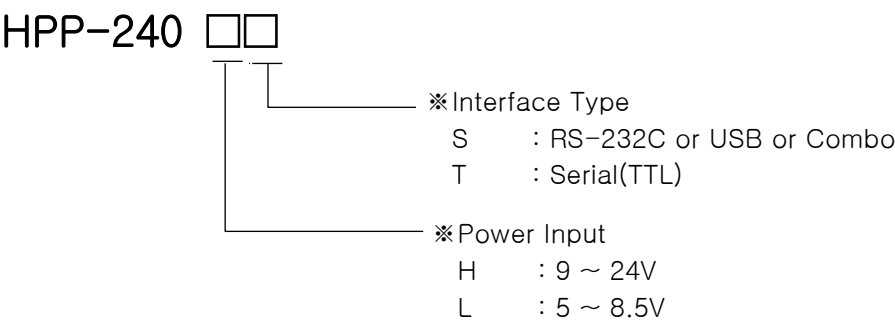 HPP-240 □□
※Interface Type
S : RS-232C or USB or Combo
T : Serial(TTL)
※Power Input
H : 9 ~ 24V
L : 5 ~ 8.5V